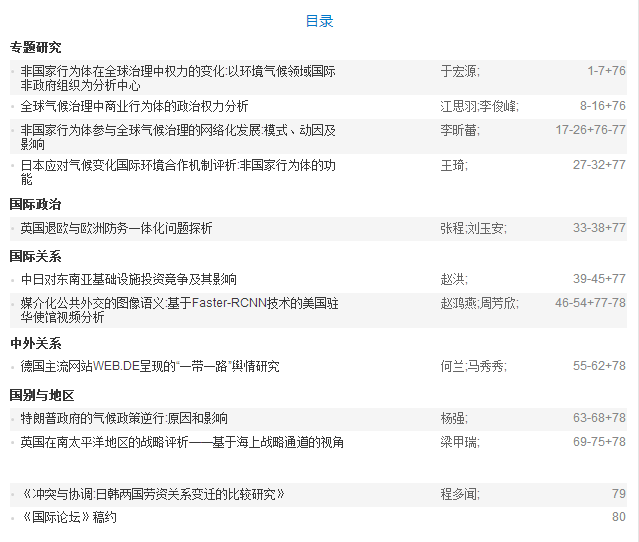 目录
专题研究
非国家行为体在全球治理中权力的变化:以环境气候领域国际 于宏源; 1-7+76
非政府组织为分析中心
全球气候治理中商业行为体的政治权力分析 江思羽;李俊峰; 8-16+76
非国家行为体参与全球气候治理的网络化发展:模式、动因及 李昕蕾; 17-26+76-77
影响
日本应对气候变化国际环境合作机制评析:非国家行为体的功 王琦; 27-32+77
能
国际政治
英国退欧与欧洲防务一体化问题探析 张程;刘玉安; 33-38+77
国际关系
中日对东南亚基础设施投资竞争及其影响 赵洪; 39-45+77
媒介化公共外交的图像语义:基于Faster-RCNN技术的美国驻 赵鸿燕;周芳欣; 46-54+77-78
华使馆视频分析
中外关系
德国主流网站WEB.DE呈现的“一带一路”舆情研究 何兰;马秀秀; 55-62+78
国别与地区
特朗普政府的气候政策逆行:原因和影响 杨强; 63-68+78
英国在南太平洋地区的战略评析——基于海上战略通道的视角 梁甲瑞; 69-75+78
《冲突与协调:日韩两国劳资关系变迁的比较研究》 程多闻; 79
《国际论坛》稿约 80